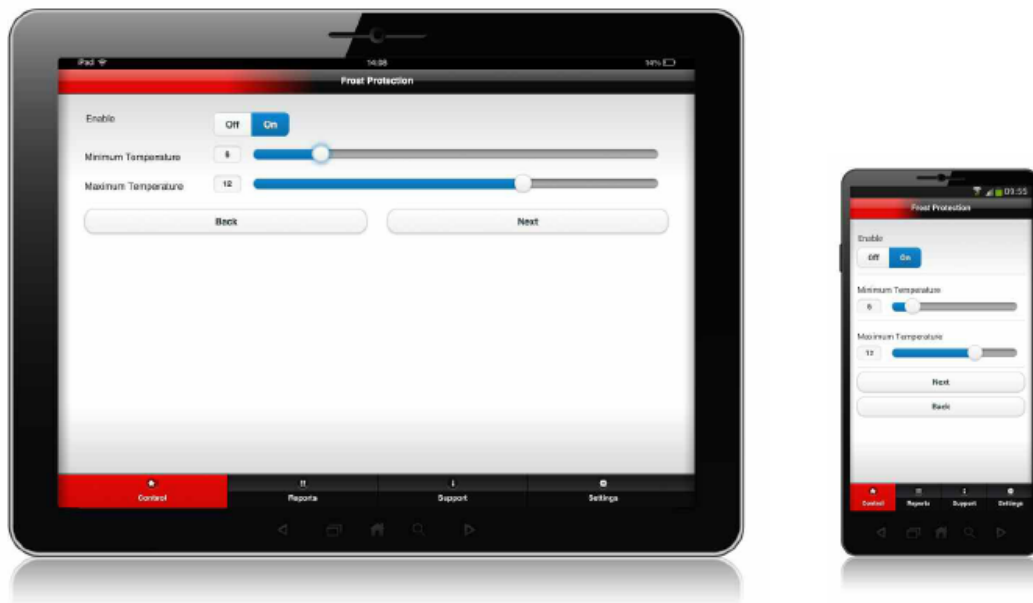 iPad 14:08 14%
Frost Protection
Enable Off On
Minimum Temperature
Maximum Temperature 12
Back Next
Control Reports Support Settings
09:55
Frost Protection
Enable
Off On
Minimum Temperature
6
Maximum Temperature
12
Next
Back
Control Reports Support Settings